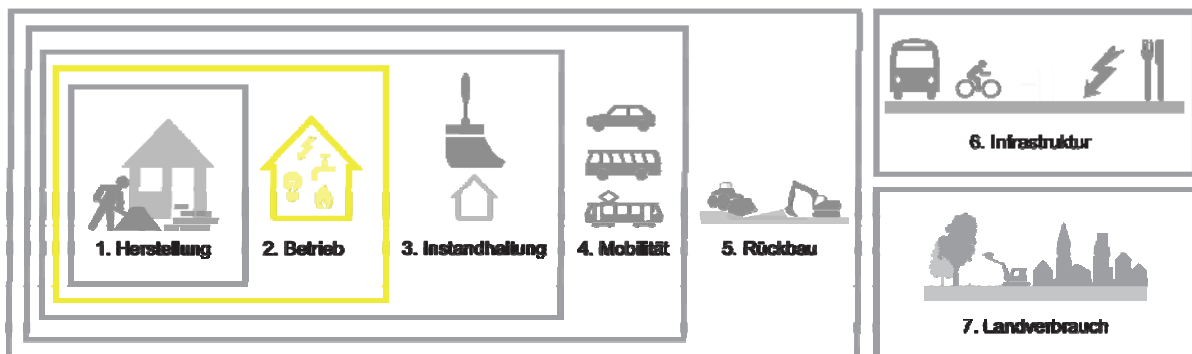 1. Herstellung
2. Betrieb
3. Instandhaltung
4. Mobilität
5. Rückbau
6. Infrastruktur
7. Landverbrauch